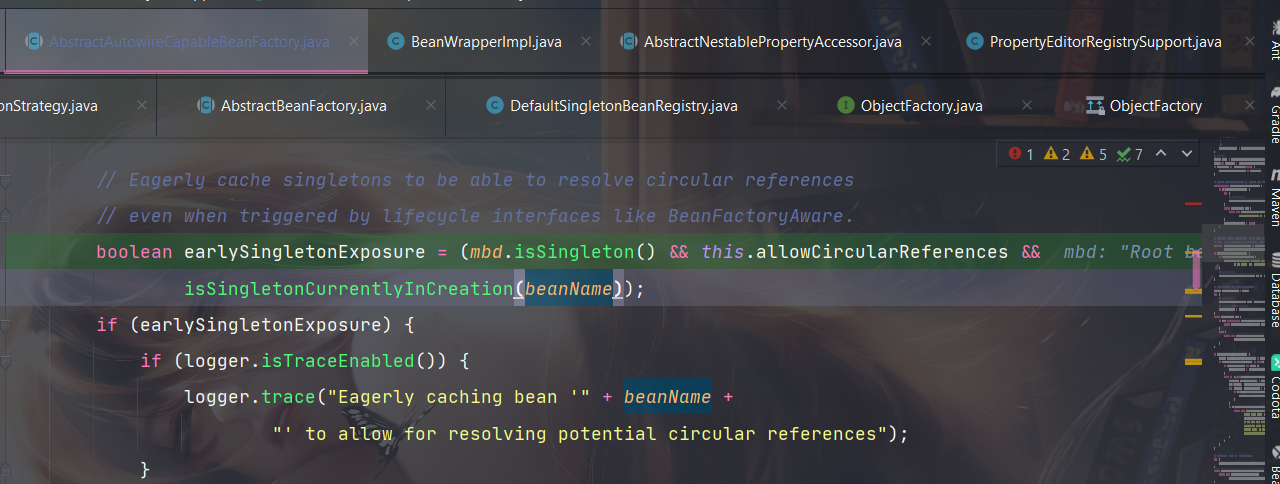 AbstractAutowireCapableBeanFactory.java
BeanWrapperImpl.java
AbstractNestablePropertyAccessor.java
PropertyEditorRegistrySupport.java
onStrategy.java
AbstractBeanFactory.java
DefaultSingletonBeanRegistry.java
ObjectFactory.java
ObjectFactory
1 2 5 7
// Eagerly cache singletons to be able to resolve circular references
// even when triggered by lifecycle interfaces like BeanFactoryAware.
boolean earlySingletonExposure = (mbd.isSingleton() && this.allowCircularReferences && mbd: "Root be
isSingletonCurrentlyInCreation(beanName));
if (earlySingletonExposure) {
if (logger.isTraceEnabled()) {
logger.trace("Eagerly caching bean '" + beanName +
"' to allow for resolving potential circular references");
}
Ant
Gradle
Maven
Database
Codota